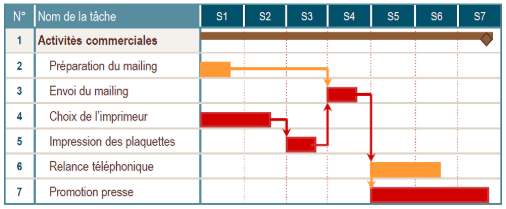 N° Nom de la tâche S1 S2 S3 S4 S5 S6 S7
1 Activités commerciales
2 Préparation du mailing
3 Envoi du mailing
4 Choix de l'imprimeur
5 Impression des plaquettes
6 Relance téléphonique
7 Promotion presse